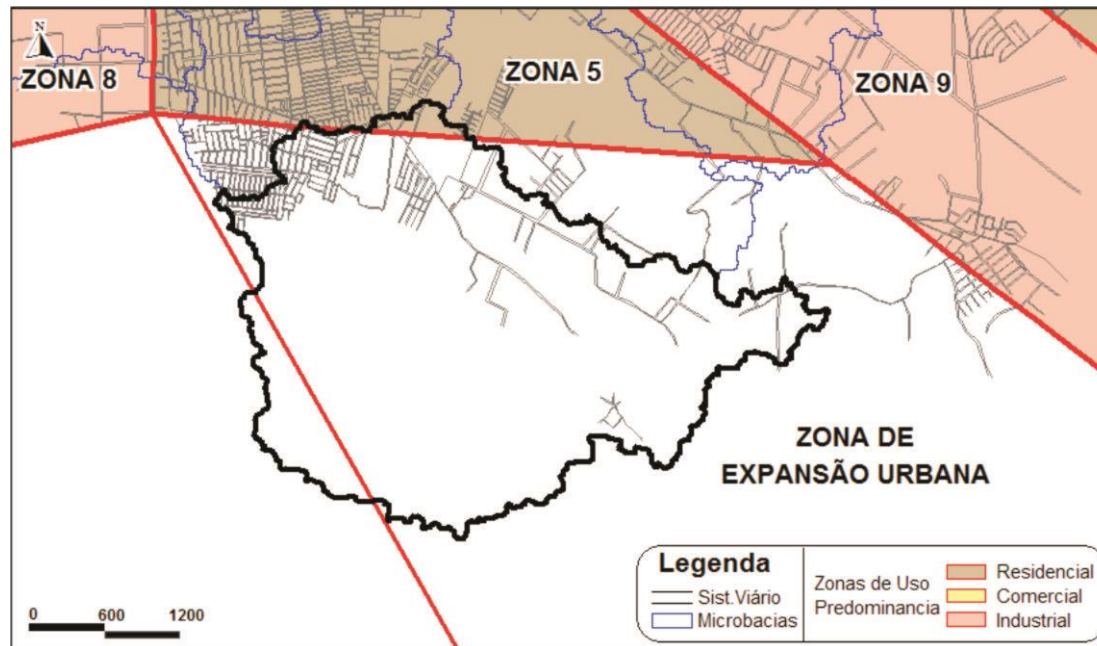 N
ZONA 8
ZONA 5
ZONA 9
ZONA DE
EXPANSÃO URBANA
0 600 1200
Legenda
Sist.Viário
Microbacias
Zonas de Uso
Predominancia
Residencial
Comercial
Industrial